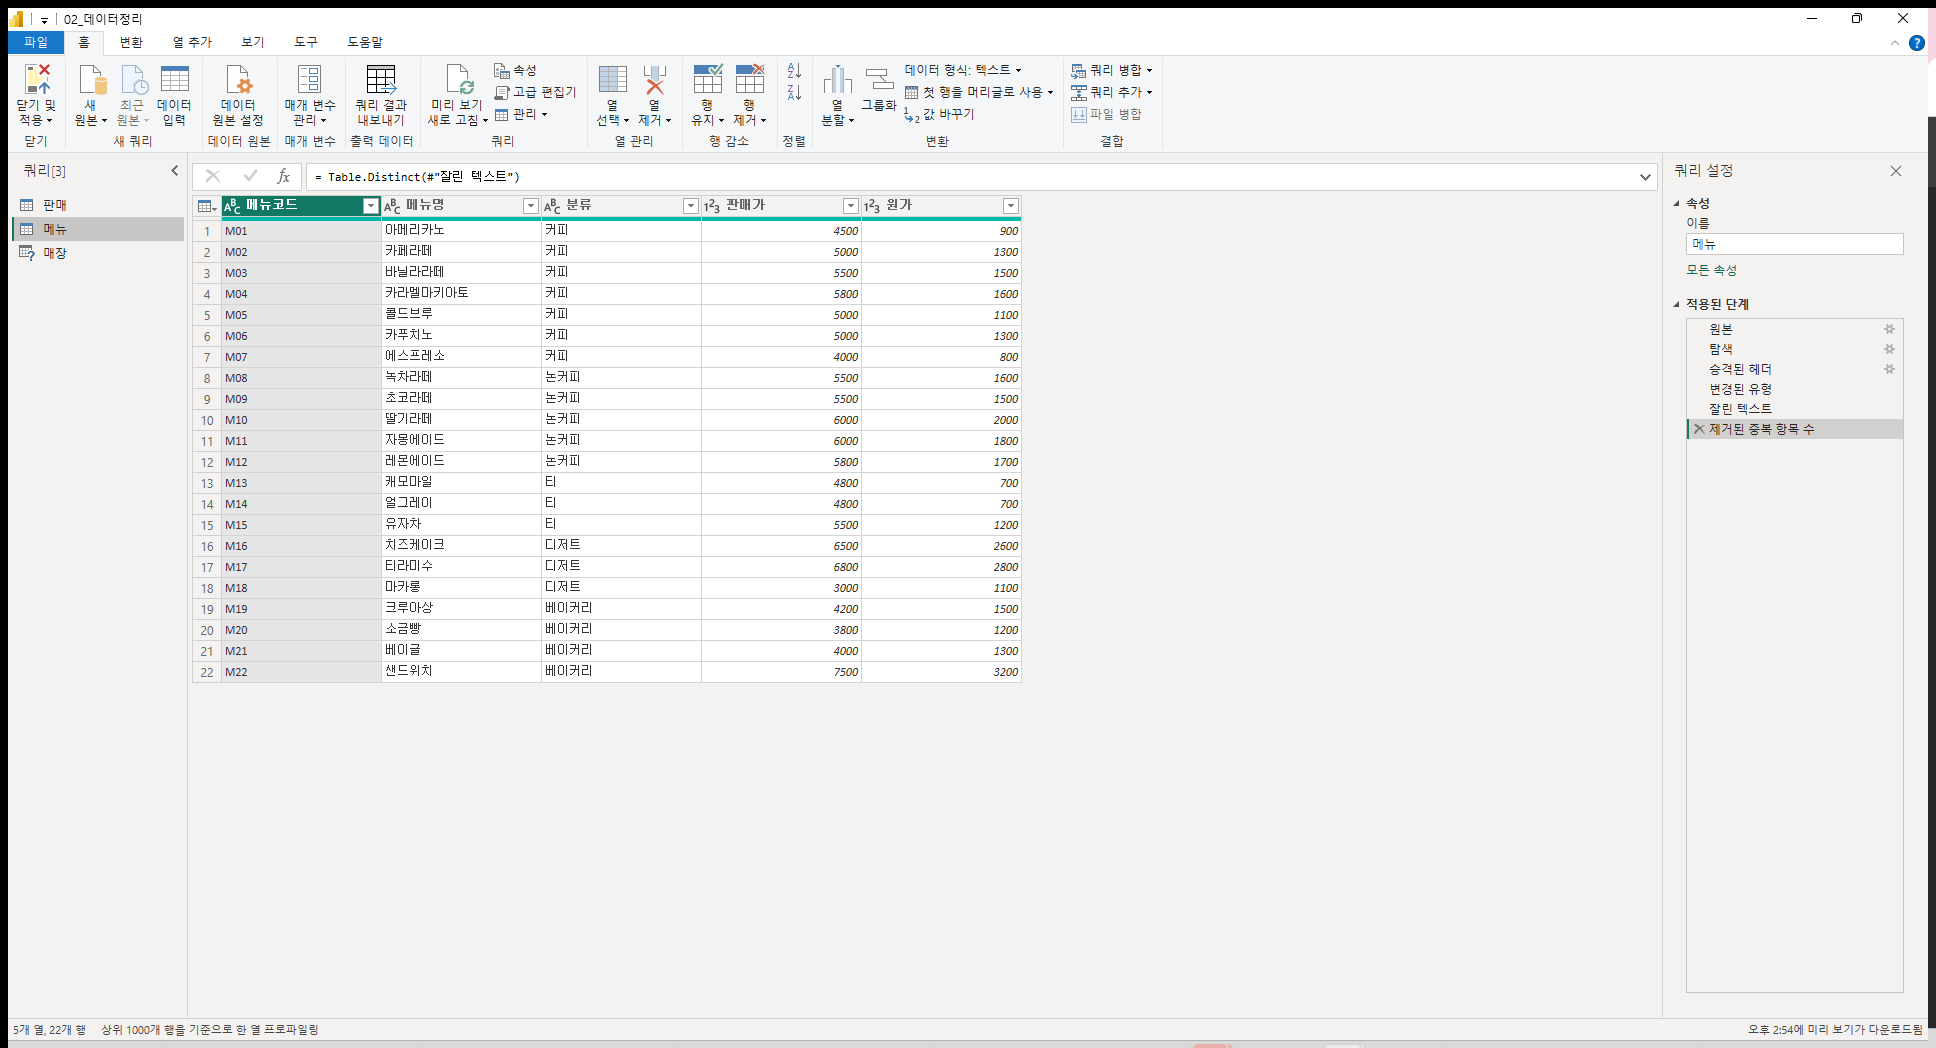 02_데이터정리
파일 홈 변환 열 추가 보기 도구 도움말
닫기 및 적용
새 원본
최근 원본
데이터 입력
데이터 원본 설정
매개 변수 관리
쿼리 결과 내보내기
미리 보기 새로 고침
속성
고급 편집기
관리
열 선택
열 제거
행 유지
행 제거
열 분할
그룹화
데이터 형식: 텍스트
첫 행을 머리글로 사용
값 바꾸기
쿼리 병합
쿼리 추가
파일 병합
닫기 새 쿼리 데이터 원본 매개 변수 출력 데이터 쿼리 열 관리 행 감소 정렬 변환 결합
쿼리[3]
판매
메뉴
매장
fx = Table.Distinct(#"잘린 텍스트")
메뉴코드 메뉴명 분류 판매가 원가
1 M01 아메리카노 커피 4500 900
2 M02 카페라떼 커피 5000 1300
3 M03 바닐라라떼 커피 5500 1500
4 M04 카라멜마키아토 커피 5800 1600
5 M05 콜드브루 커피 5000 1100
6 M06 카푸치노 커피 5000 1300
7 M07 에스프레소 커피 4000 800
8 M08 녹차라떼 논커피 5500 1600
9 M09 초코라떼 논커피 5500 1500
10 M10 딸기라떼 논커피 6000 2000
11 M11 자몽에이드 논커피 6000 1800
12 M12 레몬에이드 논커피 5800 1700
13 M13 캐모마일 티 4800 700
14 M14 얼그레이 티 4800 700
15 M15 유자차 티 5500 1200
16 M16 치즈케이크 디저트 6500 2600
17 M17 티라미수 디저트 6800 2800
18 M18 마카롱 디저트 3000 1100
19 M19 크루아상 베이커리 4200 1500
20 M20 소금빵 베이커리 3800 1200
21 M21 베이글 베이커리 4000 1300
22 M22 샌드위치 베이커리 7500 3200
쿼리 설정
속성
이름
메뉴
모든 속성
적용된 단계
원본
탐색
승격된 헤더
변경된 유형
잘린 텍스트
제거된 중복 항목 수
5개 열, 22개 행 상위 1000개 행을 기준으로 한 열 프로파일링
오후 2:54에 미리 보기가 다운로드됨